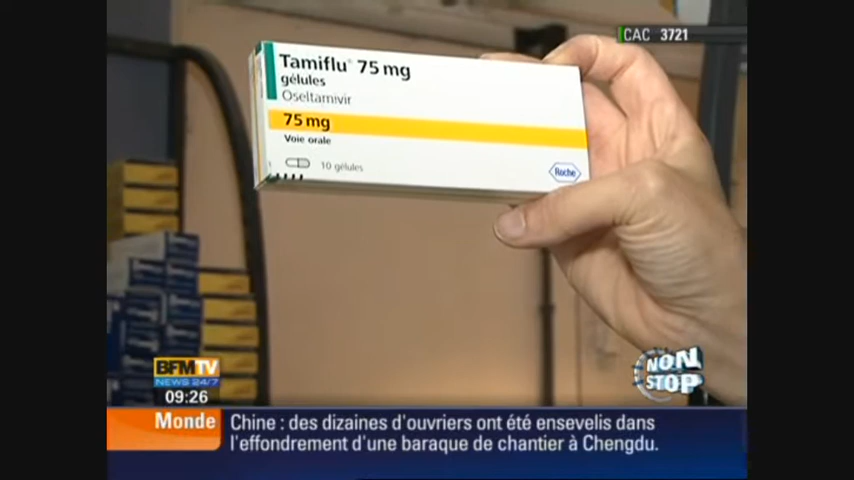 CAC 3721
Tamiflu® 75 mg
gélules
Oseltamivir
75 mg
Voie orale
10 gélules
Roche
NON
STOP
BFMTV
NEWS 24/7
09:26
Monde
Chine : des dizaines d'ouvriers ont été ensevelis dans
l'effondrement d'une baraque de chantier à Chengdu.